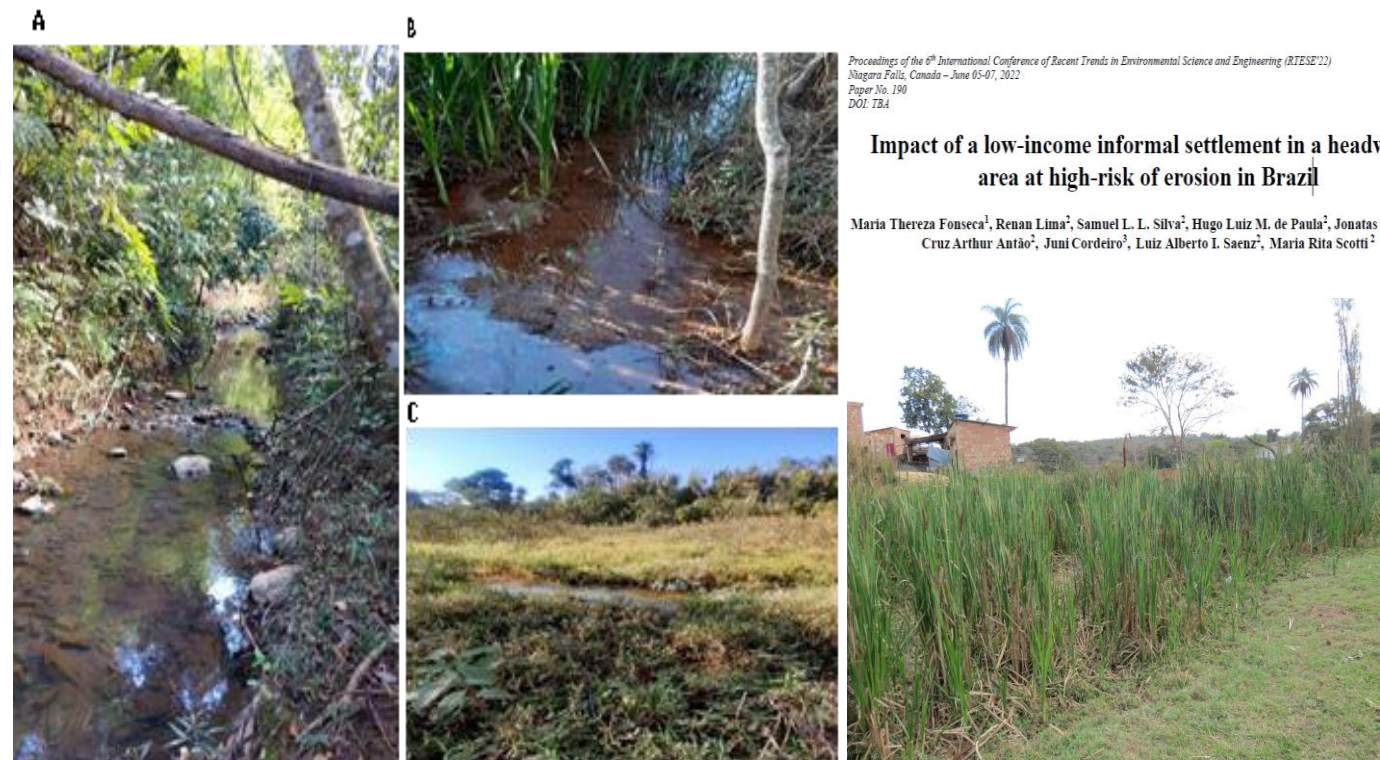 A
B
C
Proceedings of the 6th International Conference of Recent Trends in Environmental Science and Engineering (RTESE'22)
Niagara Falls, Canada – June 05-07, 2022
Paper No. 190
DOI: TBA
Impact of a low-income informal settlement in a headw
area at high-risk of erosion in Brazil
Maria Thereza Fonseca1, Renan Lima2, Samuel L. L. Silva2, Hugo Luiz M. de Paula2, Jonatas
Cruz Arthur Antão2, Juni Cordeiro3, Luiz Alberto I. Saenz2, Maria Rita Scotti 2